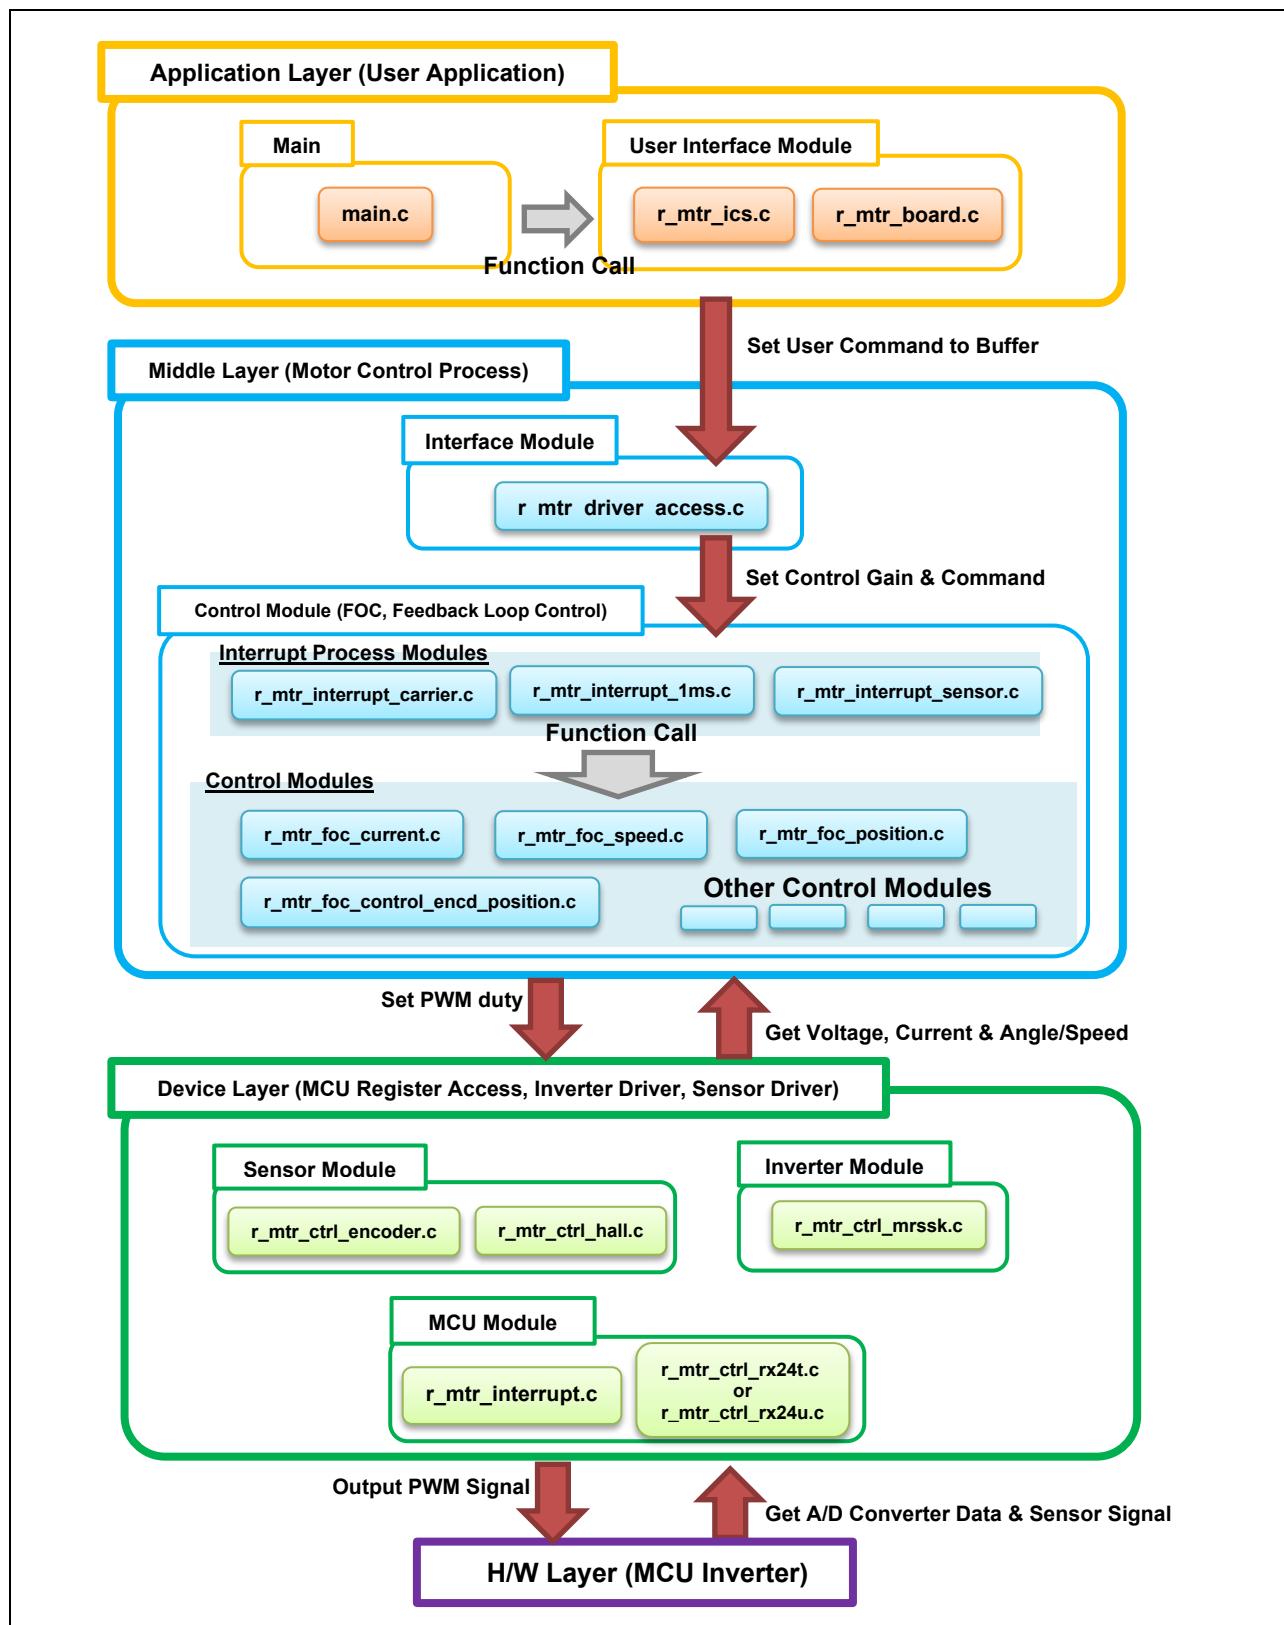 Application Layer (User Application)
Main
User Interface Module
main.c
r_mtr_ics.c
r_mtr_board.c
Function Call
Set User Command to Buffer
Middle Layer (Motor Control Process)
Interface Module
r_mtr_driver_access.c
Set Control Gain & Command
Control Module (FOC, Feedback Loop Control)
Interrupt Process Modules
r_mtr_interrupt_carrier.c
r_mtr_interrupt_1ms.c
r_mtr_interrupt_sensor.c
Function Call
Control Modules
r_mtr_foc_current.c
r_mtr_foc_speed.c
r_mtr_foc_position.c
r_mtr_foc_control_encd_position.c
Other Control Modules
Set PWM duty
Get Voltage, Current & Angle/Speed
Device Layer (MCU Register Access, Inverter Driver, Sensor Driver)
Sensor Module
Inverter Module
r_mtr_ctrl_encoder.c
r_mtr_ctrl_hall.c
r_mtr_ctrl_mrssk.c
MCU Module
r_mtr_interrupt.c
r_mtr_ctrl_rx24t.c
or
r_mtr_ctrl_rx24u.c
Output PWM Signal
Get A/D Converter Data & Sensor Signal
H/W Layer (MCU Inverter)